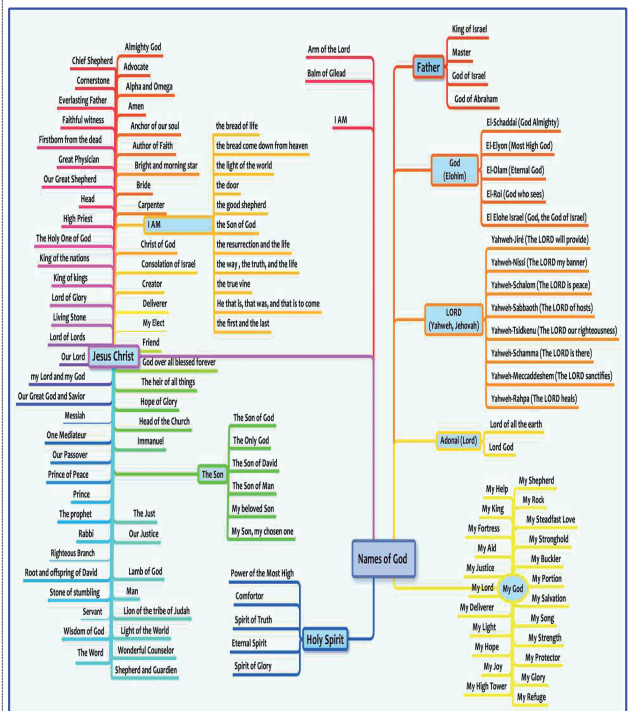 Names of God
Father
King of Israel
Master
God of Israel
God of Abraham
God
(Elohim)
El-Schaddai (God Almighty)
El-Elyon (Most High God)
El-Olam (Eternal God)
El-Roi (God who sees)
El Elohe Israel (God, the God of Israel)
LORD
(Yahweh, Jehovah)
Yahweh-Jiré (The LORD will provide)
Yahweh-Nissi (The LORD my banner)
Yahweh-Schalom (The LORD is peace)
Yahweh-Sabbaoth (The LORD of hosts)
Yahweh-Tsidkenu (The LORD our righteousness)
Yahweh-Schamma (The LORD is there)
Yahweh-Meccaddeshem (The LORD sanctifies)
Yahweh-Rahpa (The LORD heals)
Adonai (Lord)
Lord of all the earth
Lord God
My God
My Help
My King
My Fortress
My Aid
My Justice
My Lord
My Deliverer
My Light
My Hope
My Joy
My High Tower
My Shepherd
My Rock
My Steadfast Love
My Stronghold
My Buckler
My Portion
My Salvation
My Song
My Strength
My Protector
My Glory
My Refuge
Arm of the Lord
Balm of Gilead
I AM
Jesus Christ
Chief Shepherd
Cornerstone
Everlasting Father
Faithful witness
Firstborn from the dead
Great Physician
Our Great Shepherd
Head
High Priest
The Holy One of God
King of the nations
King of kings
Lord of Glory
Living Stone
Lord of Lords
Our Lord
my Lord and my God
Our Great God and Savior
Messiah
One Mediateur
Our Passover
Prince of Peace
Prince
The prophet
Rabbi
Righteous Branch
Root and offspring of David
Stone of stumbling
Servant
Wisdom of God
The Word
Almighty God
Advocate
Alpha and Omega
Amen
Anchor of our soul
Author of Faith
Bright and morning star
Bride
Carpenter
I AM
the bread of life
the bread come down from heaven
the light of the world
the door
the good shepherd
the Son of God
the resurrection and the life
the way , the truth, and the life
the true vine
He that is, that was, and that is to come
the first and the last
Christ of God
Consolation of Israel
Creator
Deliverer
My Elect
Friend
God over all blessed forever
The heir of all things
Hope of Glory
Head of the Church
Immanuel
The Son
The Son of God
The Only God
The Son of David
The Son of Man
My beloved Son
My Son, my chosen one
The Just
Our Justice
Lamb of God
Man
Lion of the tribe of Judah
Light of the World
Wonderful Counselor
Shepherd and Guardien
Holy Spirit
Power of the Most High
Comfortor
Spirit of Truth
Eternal Spirit
Spirit of Glory